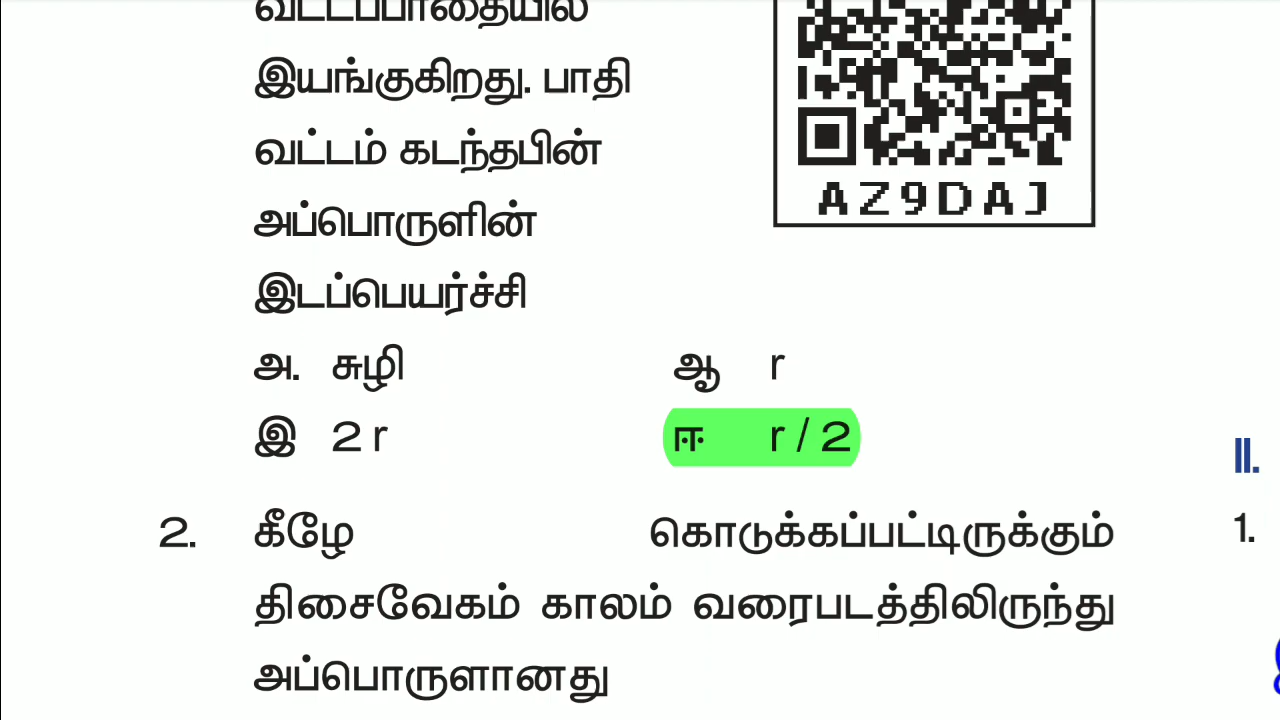 வட்டப்பாதையில்
இயங்குகிறது. பாதி
வட்டம் கடந்தபின்
AZ9DAJ
அப்பொருளின்
இடப்பெயர்ச்சி
அ. சுழி ஆ r
இ 2 r ஈ r / 2
II.
2. கீழே கொடுக்கப்பட்டிருக்கும்
1.
திசைவேகம் காலம் வரைபடத்திலிருந்து
அப்பொருளானது